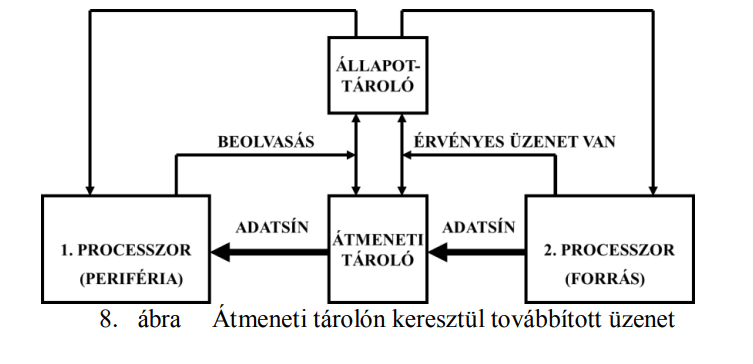 ÁLLAPOT-
TÁROLÓ
BEOLVASÁS
ÉRVÉNYES ÜZENET VAN
1. PROCESSZOR
(PERIFÉRIA)
ADATSÍN
ÁTMENETI
TÁROLÓ
ADATSÍN
2. PROCESSZOR
(FORRÁS)
8. ábra Átmeneti tárolón keresztül továbbított üzenet